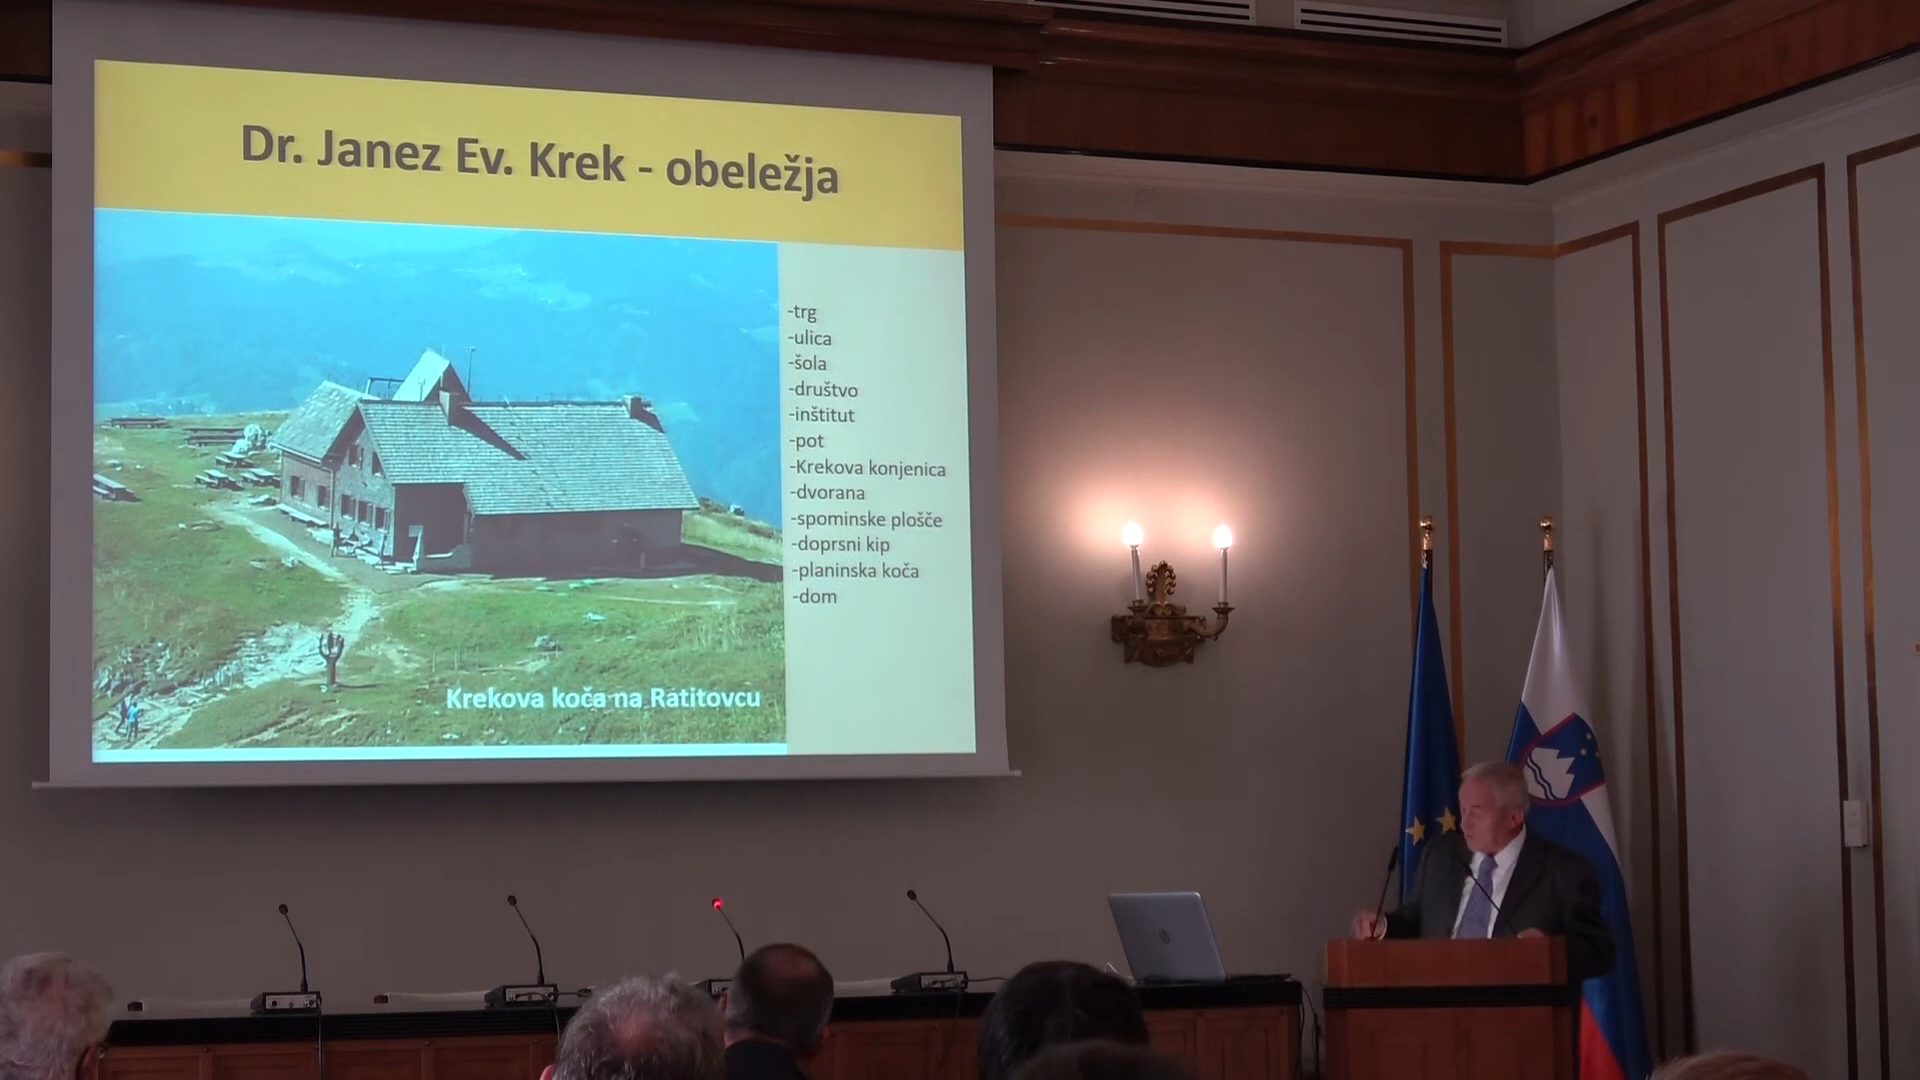 Dr. Janez Ev. Krek - obeležja
-trg
-ulica
-šola
-društvo
-inštitut
-pot
-Krekova konjenica
-dvorana
-spominske plošče
-doprsni kip
-planinska koča
-dom
Krekova koča na Ratitovcu